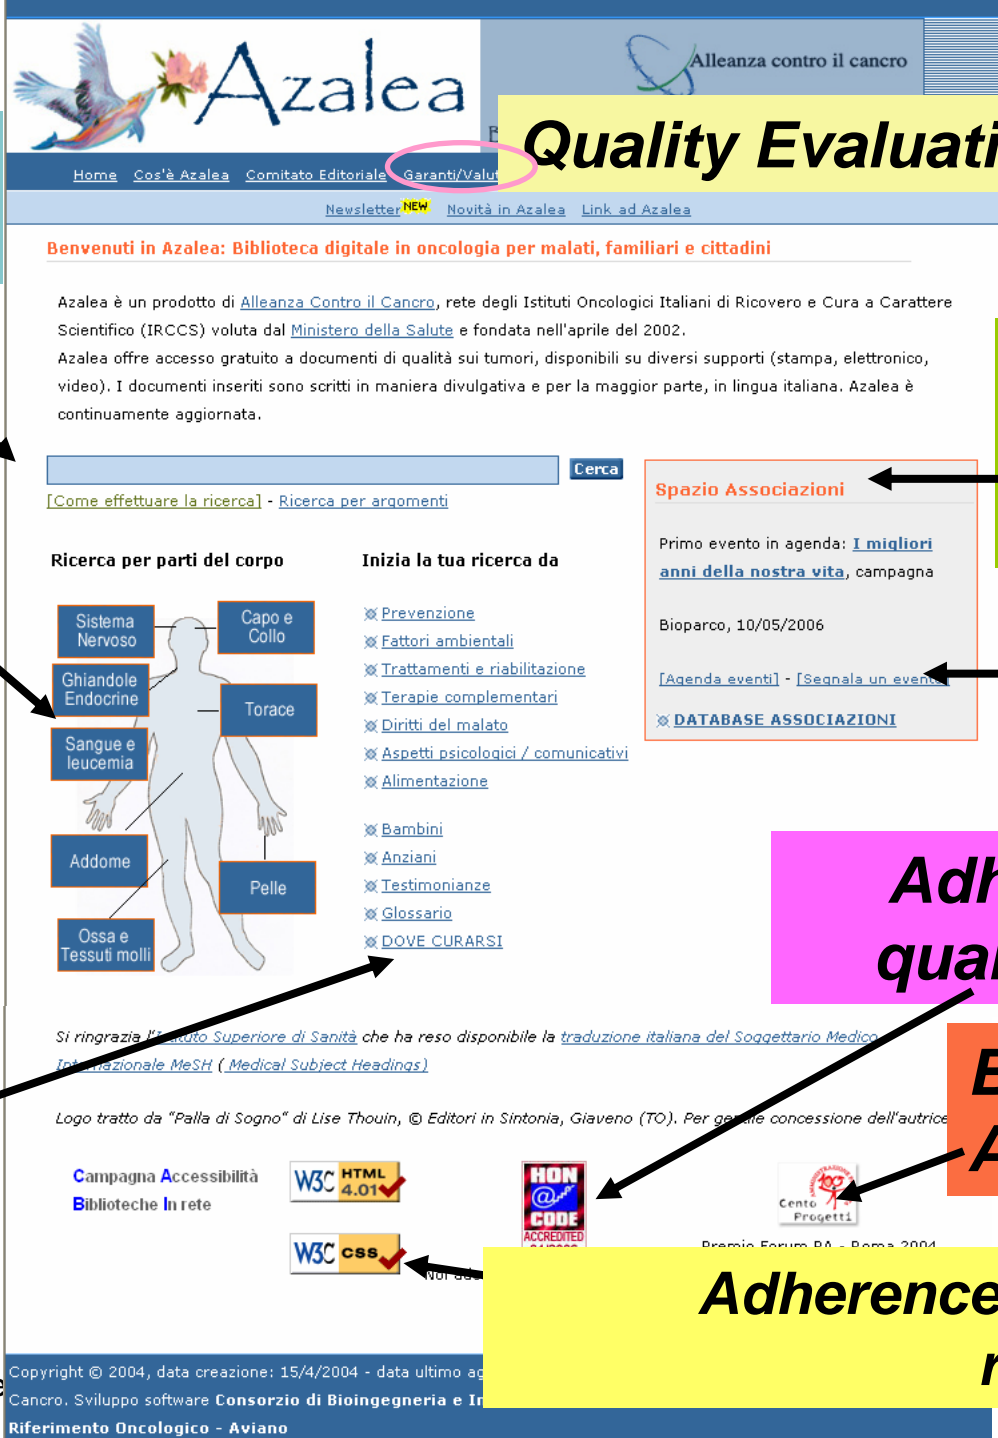 Azalea
Alleanza contro il cancro
B
Quality Evaluati
Home Cos'è Azalea Comitato Editoriale Garanti/Valut
Newsletter NEW Novità in Azalea Link ad Azalea
Benvenuti in Azalea: Biblioteca digitale in oncologia per malati, familiari e cittadini
Azalea è un prodotto di Alleanza Contro il Cancro, rete degli Istituti Oncologici Italiani di Ricovero e Cura a Carattere
Scientifico (IRCCS) voluta dal Ministero della Salute e fondata nell'aprile del 2002.
Azalea offre accesso gratuito a documenti di qualità sui tumori, disponibili su diversi supporti (stampa, elettronico,
video). I documenti inseriti sono scritti in maniera divulgativa e per la maggior parte, in lingua italiana. Azalea è
continuamente aggiornata.
Cerca
[Come effettuare la ricerca] - Ricerca per argomenti
Ricerca per parti del corpo
Sistema
Nervoso
Capo e
Collo
Ghiandole
Endocrine
Torace
Sangue e
leucemia
Addome
Pelle
Ossa e
Tessuti molli
Inizia la tua ricerca da
Prevenzione
Fattori ambientali
Trattamenti e riabilitazione
Terapie complementari
Diritti del malato
Aspetti psicologici / comunicativi
Alimentazione
Bambini
Anziani
Testimonianze
Glossario
DOVE CURARSI
Spazio Associazioni
Primo evento in agenda: I migliori
anni della nostra vita, campagna
Bioparco, 10/05/2006
[Agenda eventi] - [Segnala un evento]
DATABASE ASSOCIAZIONI
Adh
qual
Si ringrazia l'Istituto Superiore di Sanità che ha reso disponibile la traduzione italiana del Soggettario Medico
Internazionale MeSH ( Medical Subject Headings)
E
A
Logo tratto da "Palla di Sogno" di Lise Thouin, © Editori in Sintonia, Giaveno (TO). Per gentile concessione dell'autrice
Campagna Accessibilità
Biblioteche In rete
W3C HTML
4.01
W3C css
HON
@
CODE
ACCREDITED
Cento
Progetti
Premio Forum PA - Roma 2004
Noi ade
Adherence
r
Copyright © 2004, data creazione: 15/4/2004 - data ultimo ag
Cancro. Sviluppo software Consorzio di Bioingegneria e In
Riferimento Oncologico - Aviano